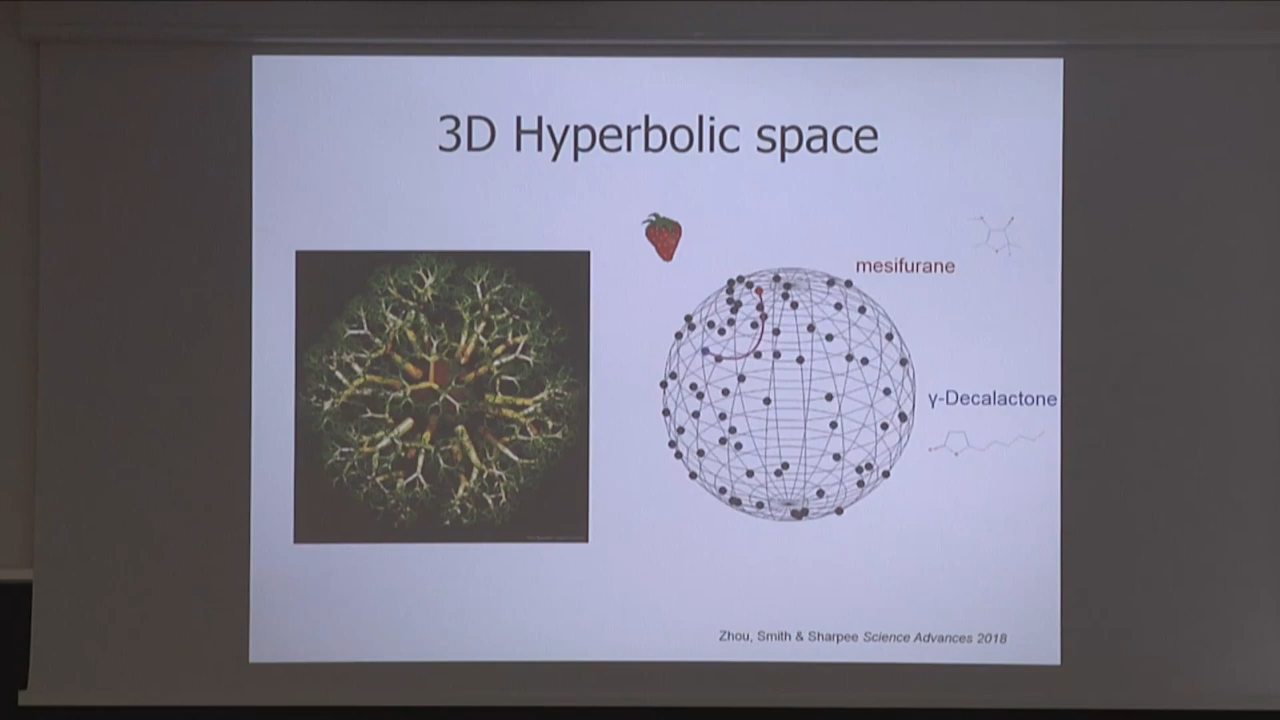 3D Hyperbolic space
mesifurane
γ-Decalactone
Zhou, Smith & Sharpee Science Advances 2018